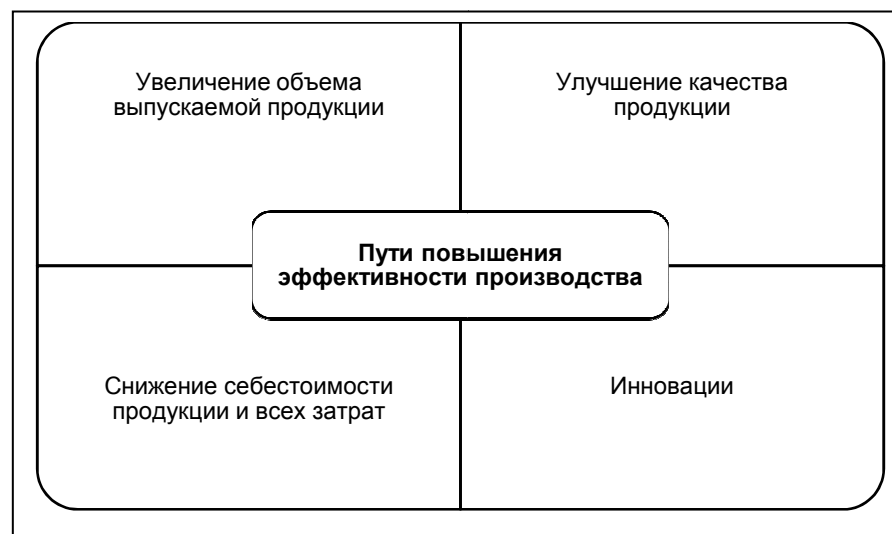 Увеличение объема
выпускаемой продукции
Улучшение качества
продукции
Пути повышения
эффективности производства
Снижение себестоимости
продукции и всех затрат
Инновации